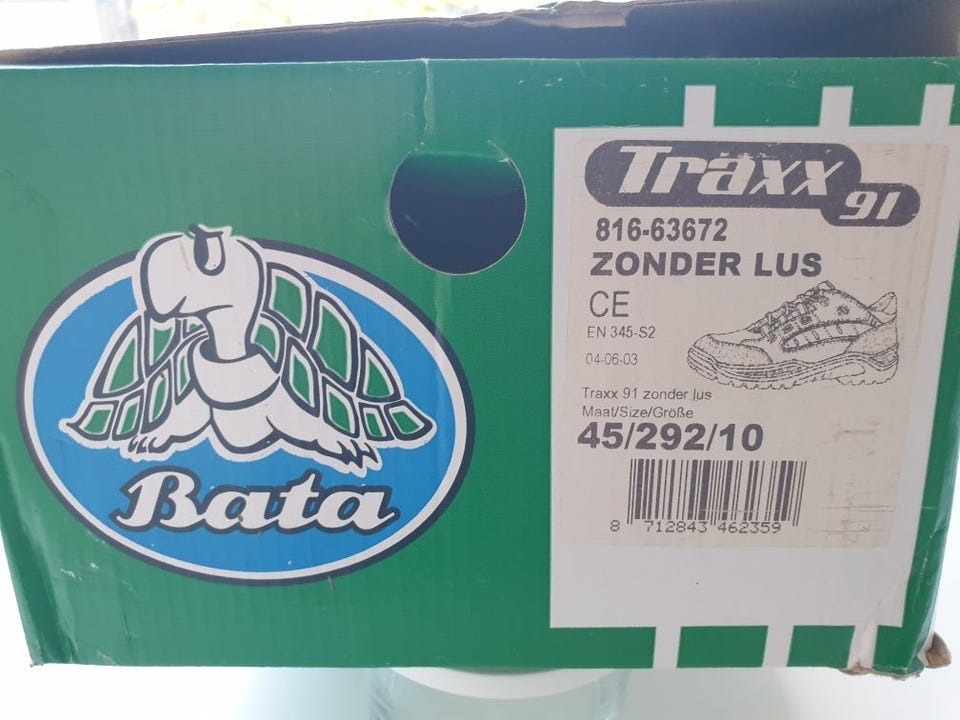 Bata
Traxx
91
816-63672
ZONDER LUS
CE
EN 345-S2
04-06-03
Traxx 91 zonder lus
Maat/Size/Größe
45/292/10
8 712843 462359